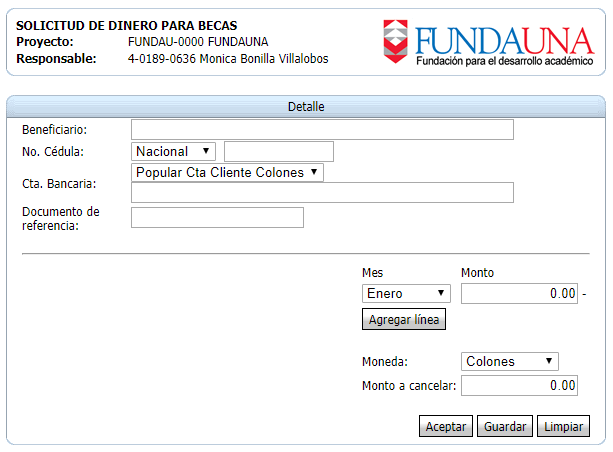 SOLICITUD DE DINERO PARA BECAS
Proyecto: FUNDAU-0000 FUNDAUNA
Responsable: 4-0189-0636 Monica Bonilla Villalobos
FUNDAUNA
Fundación para el desarrollo académico
Detalle
Beneficiario:
No. Cédula: Nacional
Popular Cta Cliente Colones
Cta. Bancaria:
Documento de
referencia:
Mes Monto
Enero 0.00 -
Agregar línea
Moneda: Colones
Monto a cancelar: 0.00
Aceptar Guardar Limpiar